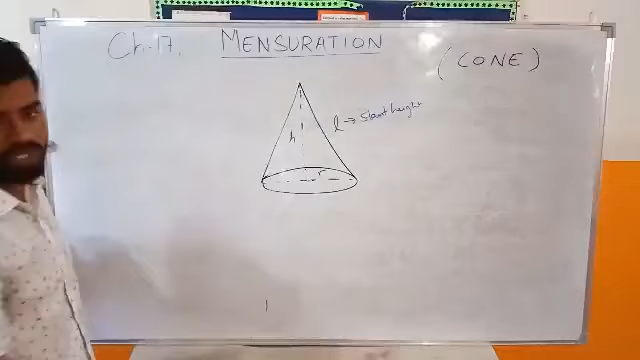 Ch-17. MENSURATION
(CONE)
l → Slant height
h
r